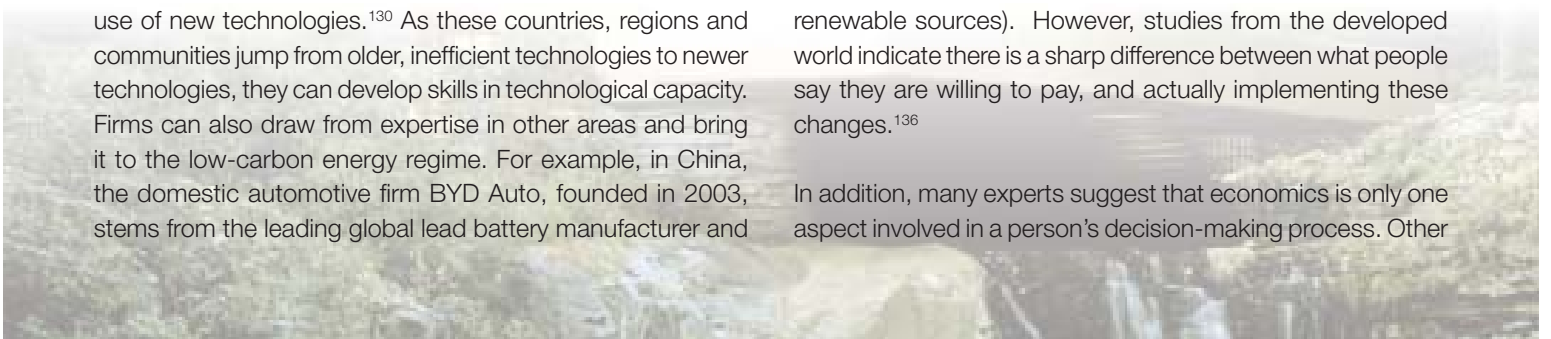 use of new technologies.130 As these countries, regions and
communities jump from older, inefficient technologies to newer
technologies, they can develop skills in technological capacity.
Firms can also draw from expertise in other areas and bring
it to the low-carbon energy regime. For example, in China,
the domestic automotive firm BYD Auto, founded in 2003,
stems from the leading global lead battery manufacturer and
renewable sources). However, studies from the developed
world indicate there is a sharp difference between what people
say they are willing to pay, and actually implementing these
changes.136
In addition, many experts suggest that economics is only one
aspect involved in a person's decision-making process. Other